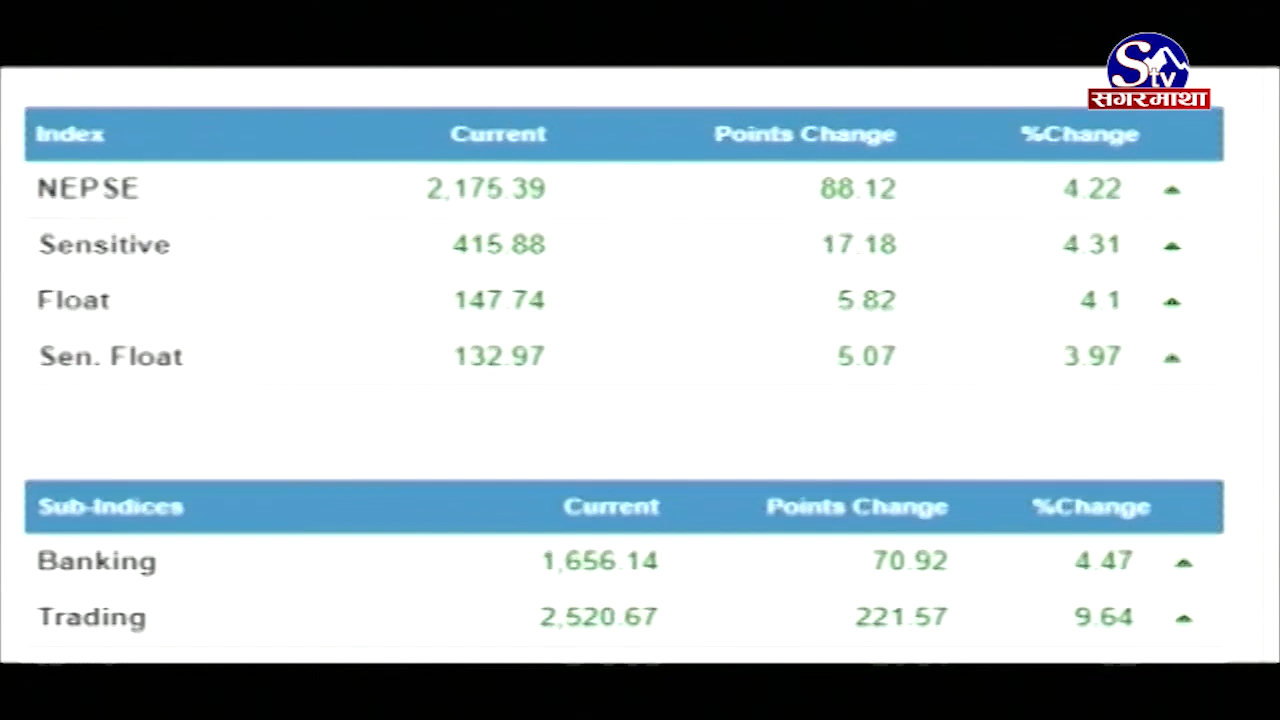 STV
सगरमाथा
Index Current Points Change %Change
NEPSE 2,175.39 88.12 4.22
Sensitive 415.88 17.18 4.31
Float 147.74 5.82 4.1
Sen. Float 132.97 5.07 3.97
Sub-Indices Current Points Change %Change
Banking 1,656.14 70.92 4.47
Trading 2,520.67 221.57 9.64